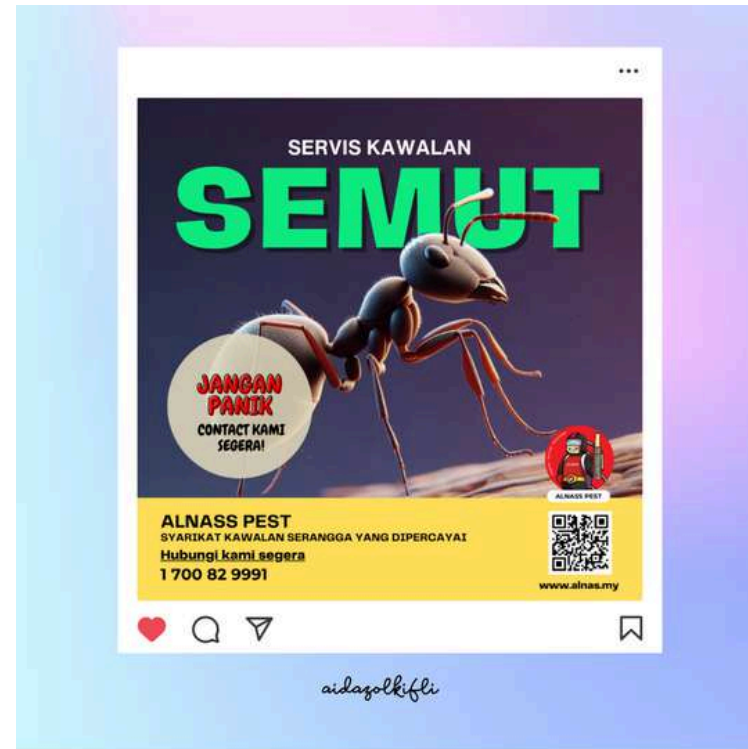 SERVIS KAWALAN
SEMUT
JANGAN
PANIK
CONTACT KAMI
SEGERA!
ALNASS PEST
ALNASS PEST
SYARIKAT KAWALAN SERANGGA YANG DIPERCAYAI
Hubungi kami segera
1 700 82 9991
www.alnas.my
aidazolkifli